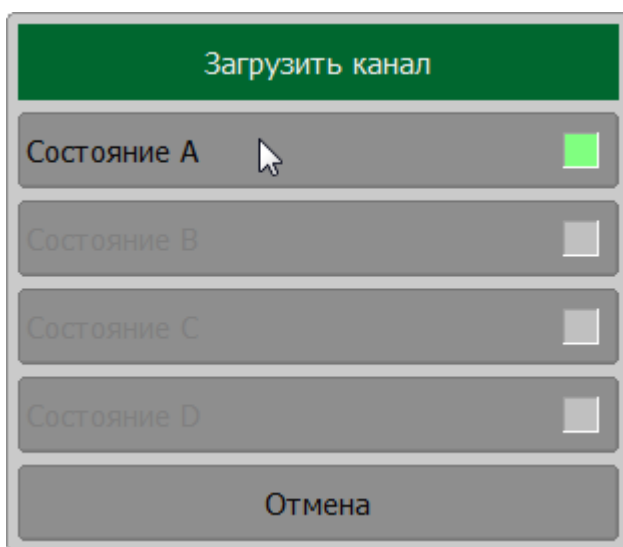 Загрузить канал
Состояние A
Состояние B
Состояние C
Состояние D
Отмена